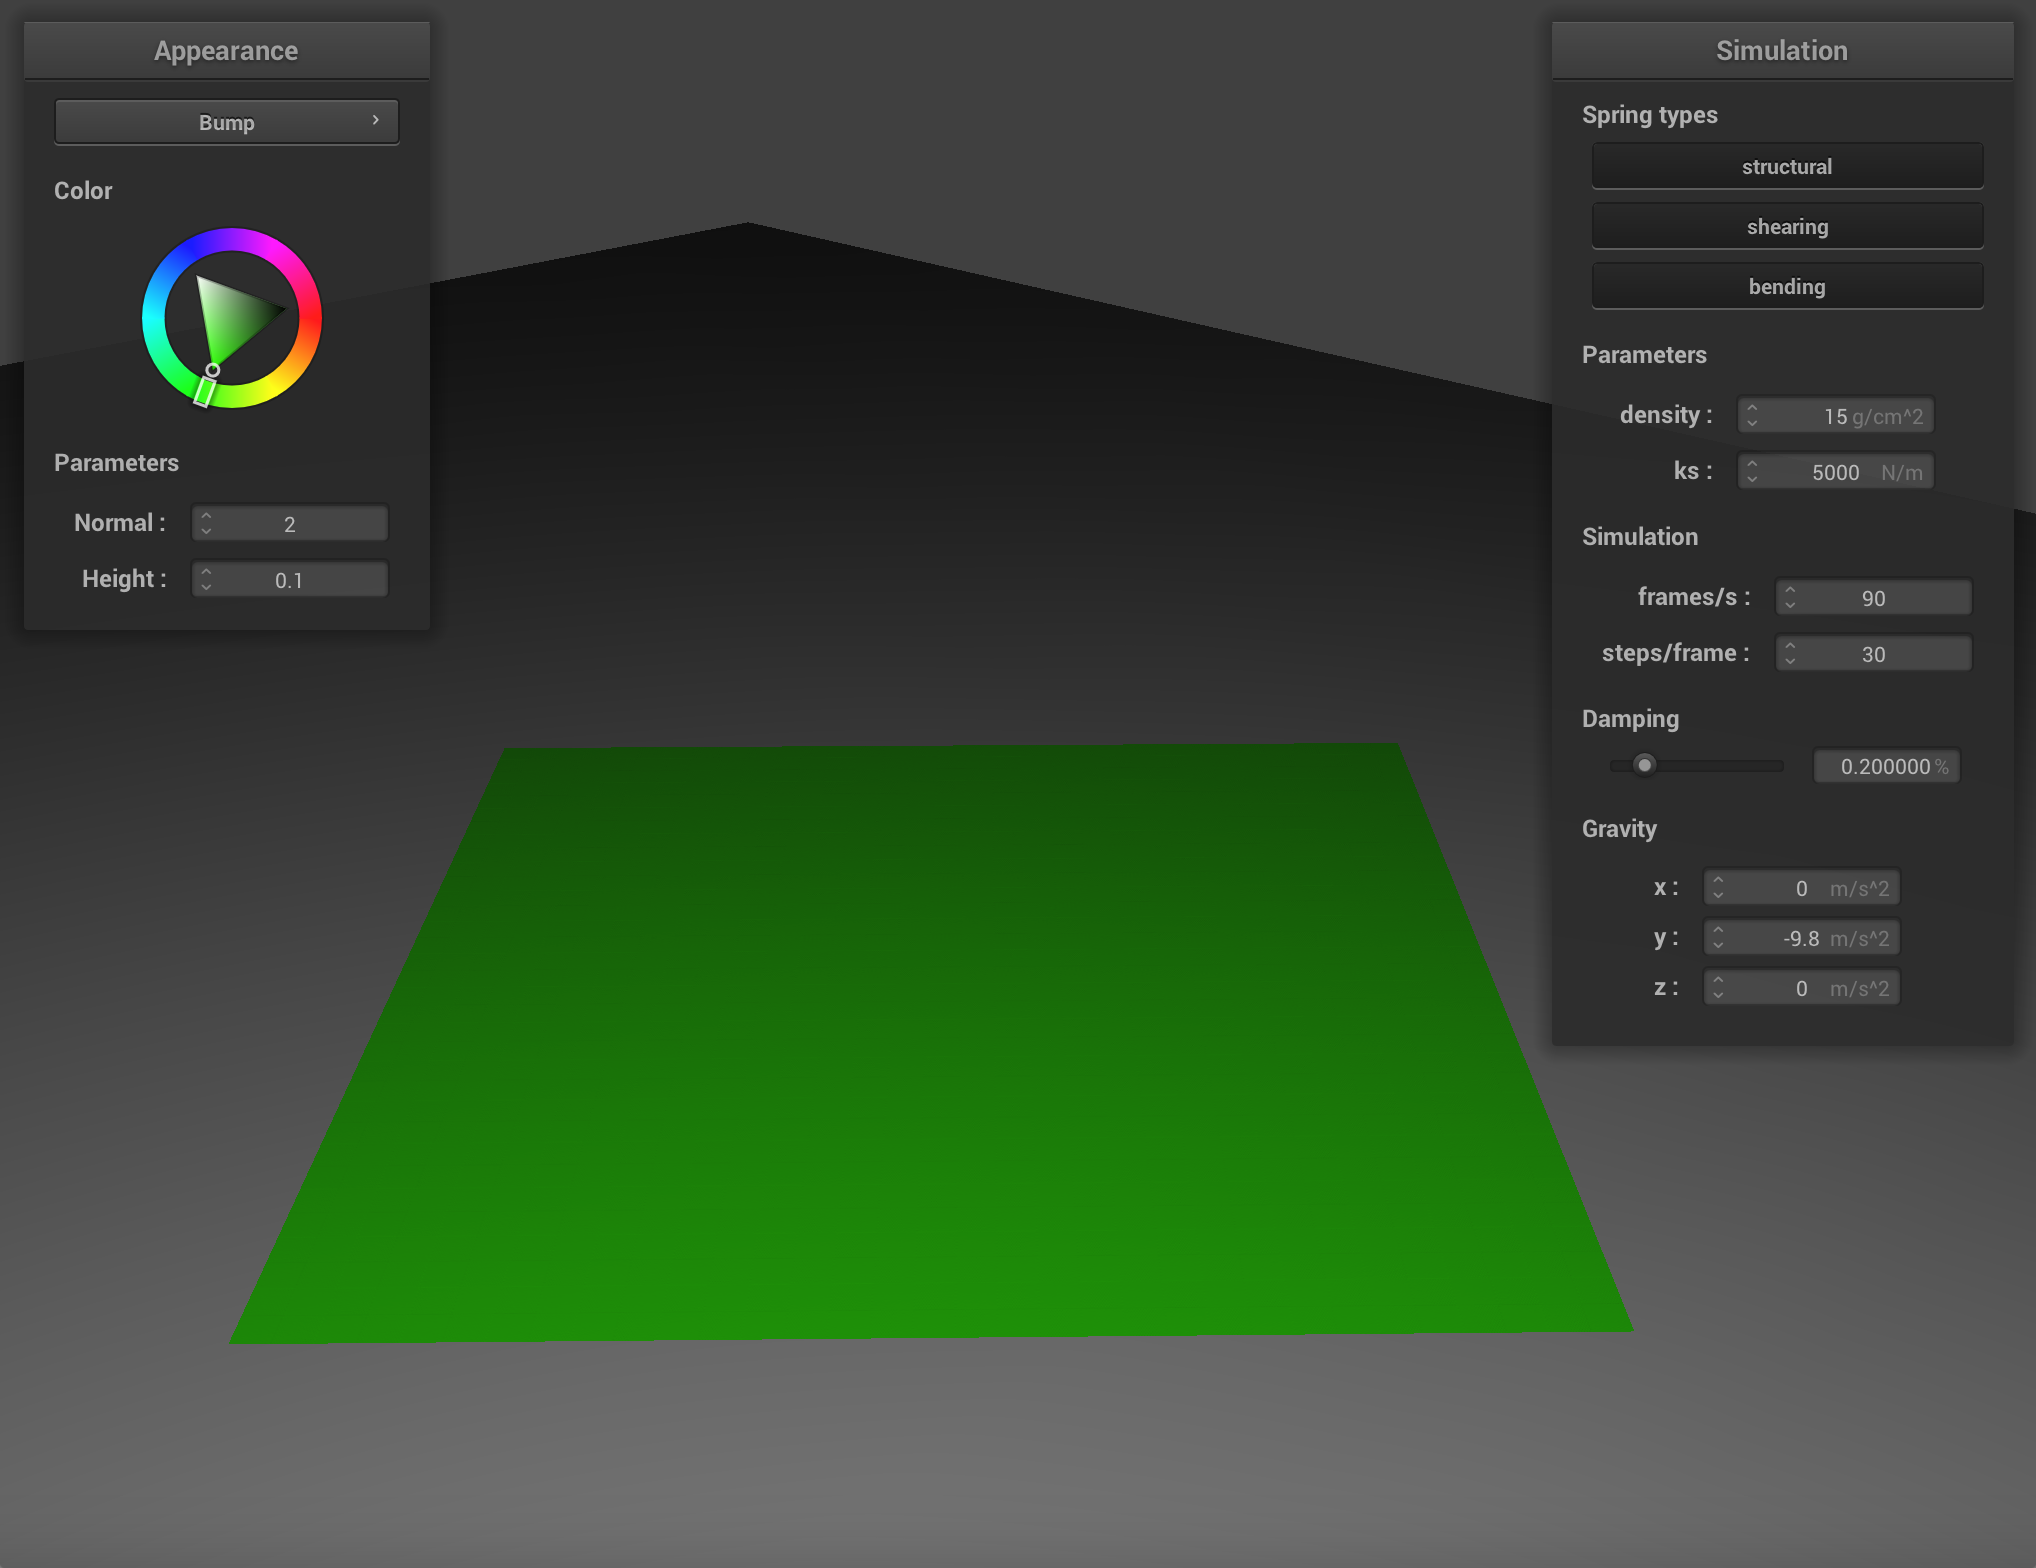 Appearance
Bump
Color
Parameters
Normal : 2
Height : 0.1
Simulation
Spring types
structural
shearing
bending
Parameters
density : 15 g/cm^2
ks : 5000 N/m
Simulation
frames/s : 90
steps/frame : 30
Damping
0.200000 %
Gravity
x : 0 m/s^2
y : -9.8 m/s^2
z : 0 m/s^2